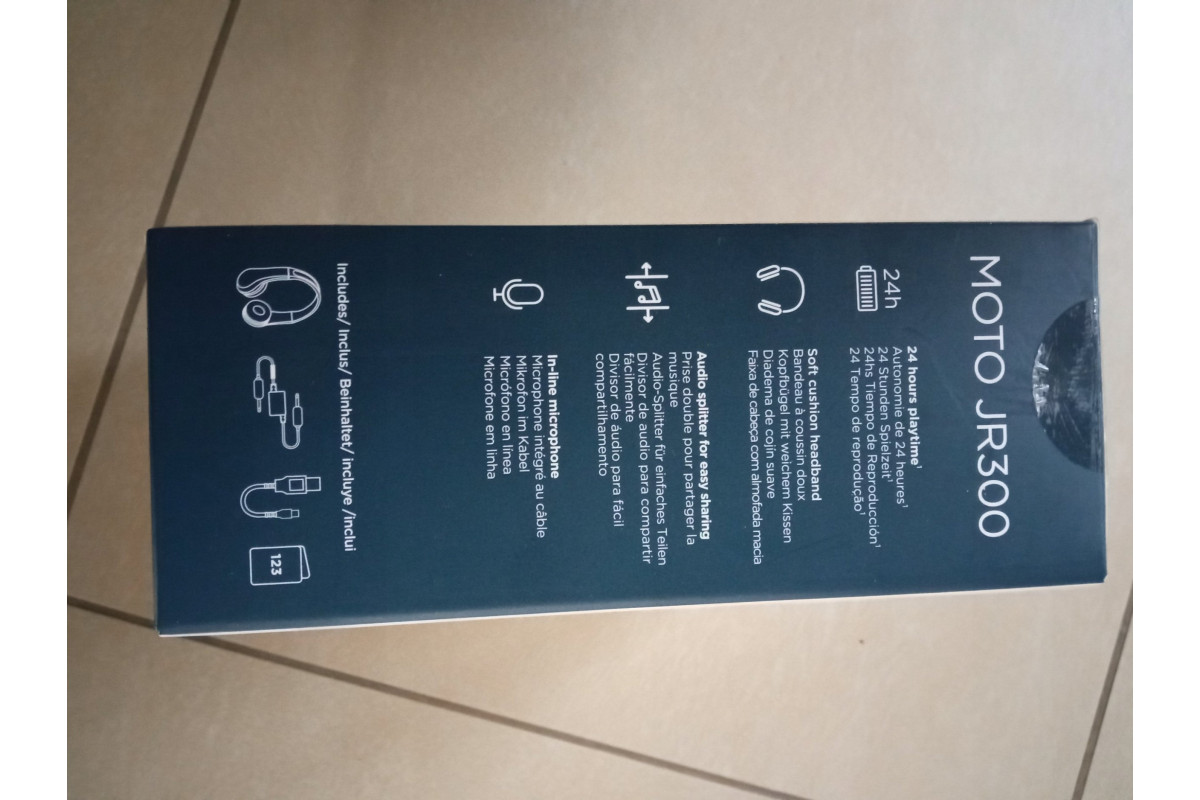 MOTO JR300
24h
24 hours playtime¹
Autonomie de 24 heures¹
24 Stunden Spielzeit¹
24hs Tiempo de Reproducción¹
24 Tempo de reprodução¹
Soft cushion headband
Bandeau à coussin doux
Kopfbügel mit weichem Kissen
Diadema de cojin suave
Faixa de cabeça com almofada macia
Audio splitter for easy sharing
Prise double pour partager la
musique
Audio-Splitter für einfaches Teilen
Divisor de audio para compartir
fácilmente
Divisor de áudio para fácil
compartilhamento
In-line microphone
Microphone intégré au câble
Mikrofon im Kabel
Micrófono en línea
Microfone em linha
Includes/ Inclus/ Beinhaltet/ Incluye /inclui
123